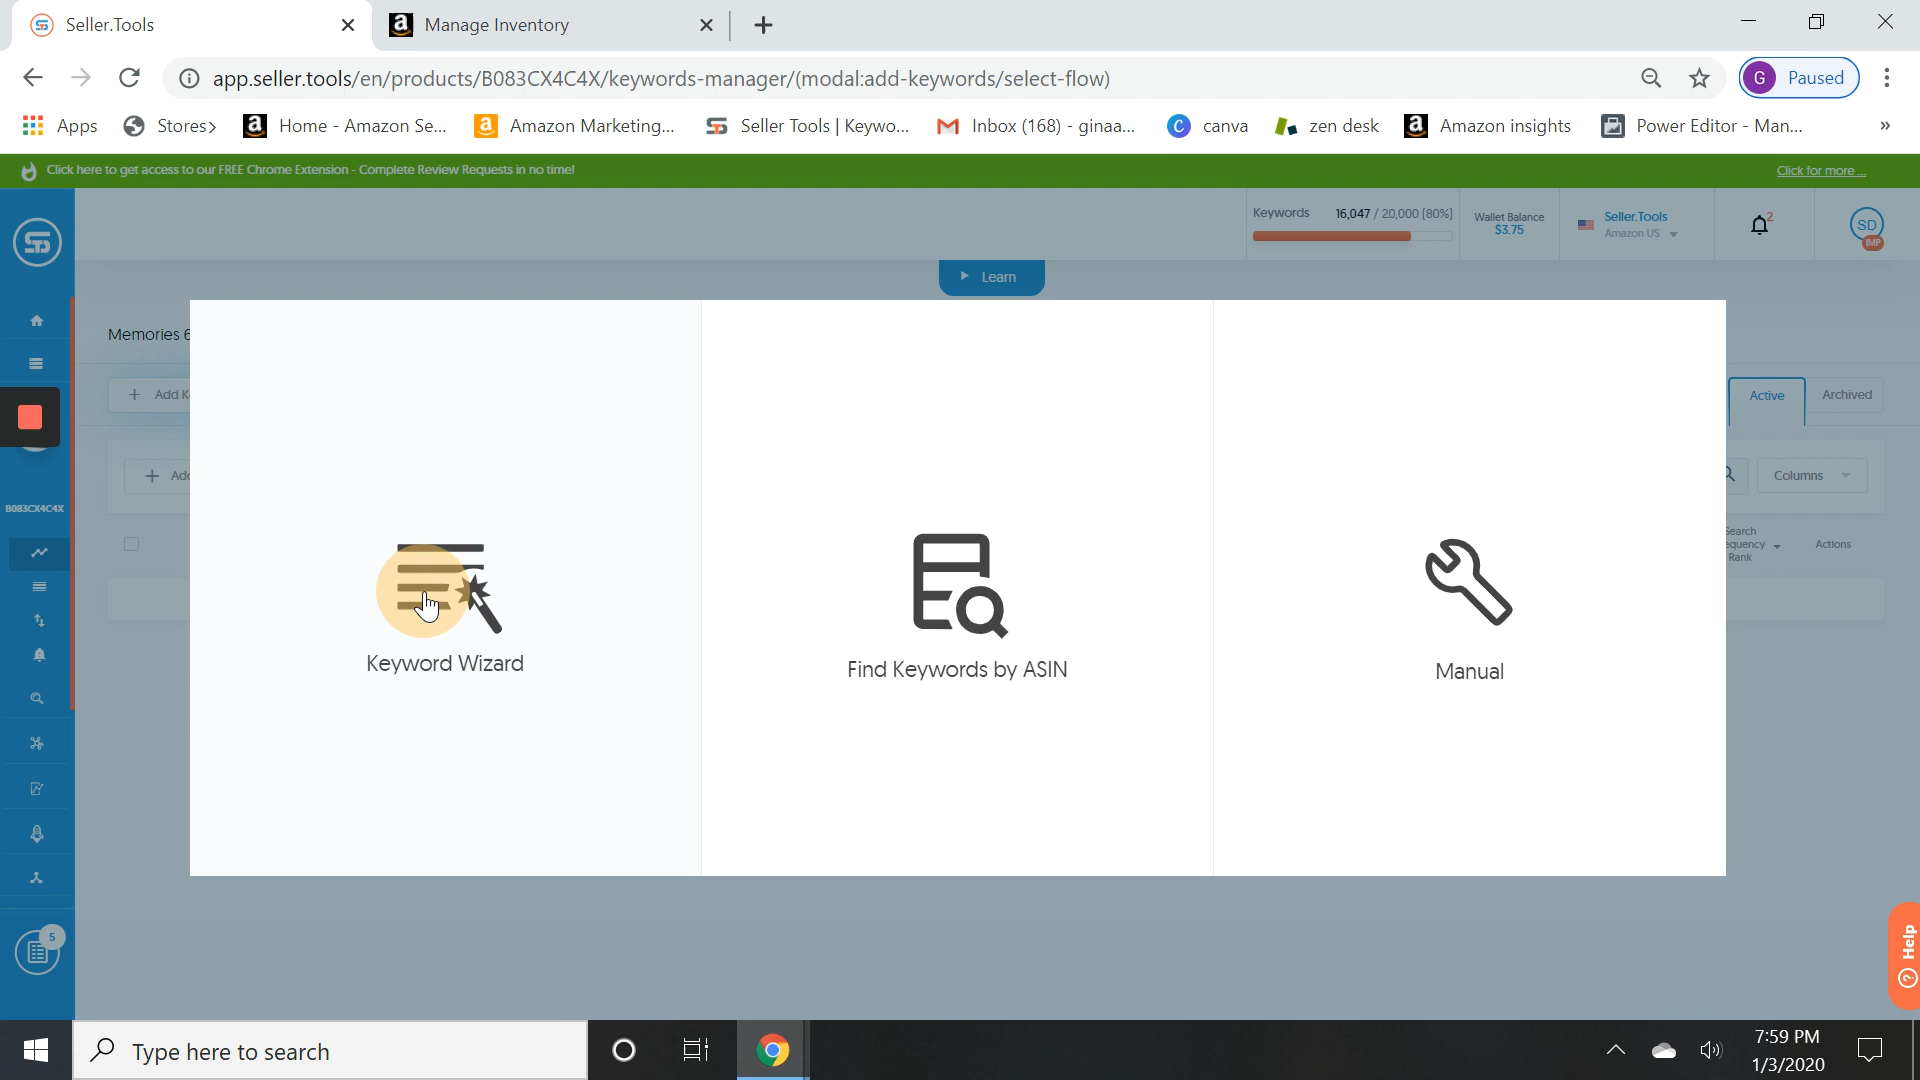 Seller.Tools
Manage Inventory
app.seller.tools/en/products/B083CX4C4X/keywords-manager/(modal:add-keywords/select-flow)
G Paused
Apps
Stores>
Home - Amazon Se...
Amazon Marketing...
Seller Tools | Keywo...
Inbox (168) - ginaa...
canva
zen desk
Amazon insights
Power Editor - Man...
»
Click here to get access to our FREE Chrome Extension - Complete Review Requests in no time!
Click for more ...
Keywords 16,047 / 20,000 (80%)
Wallet Balance
$3.75
Seller.Tools
Amazon US
2
SD
IMP
Learn
Memories 6
+ Add K
Active
Archived
+ Add
Columns
B083CX4C4X
Search
equency
Rank
Actions
Keyword Wizard
Find Keywords by ASIN
Manual
5
Help
Type here to search
7:59 PM
1/3/2020